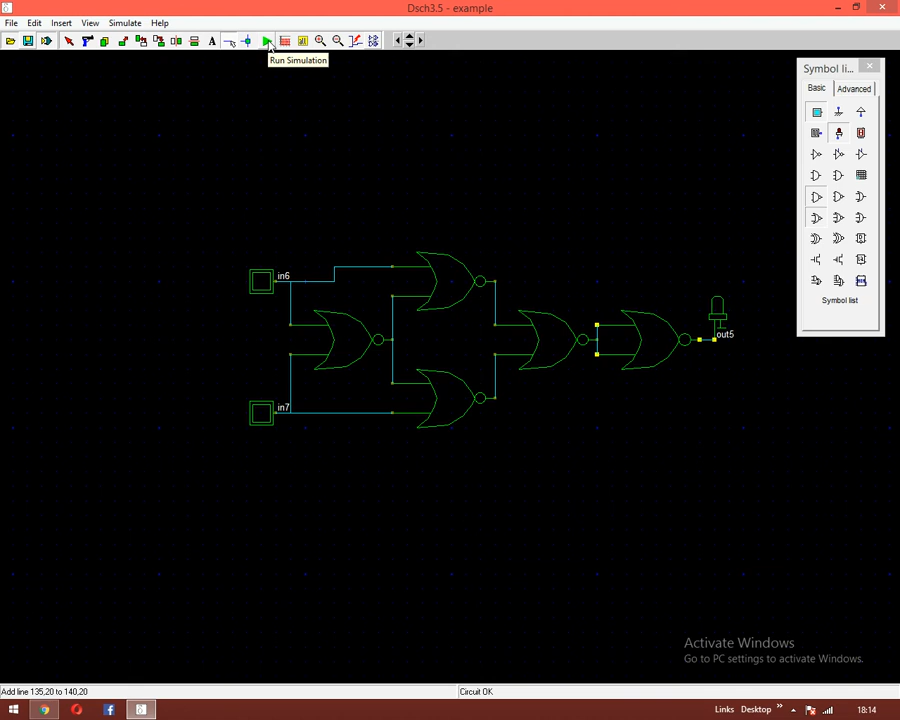 Dsch3.5 - example
File Edit Insert View Simulate Help
A
Run Simulation
Symbol li...
Basic Advanced
Symbol list
in6
out5
in7
Activate Windows
Go to PC settings to activate Windows.
Add line 135,20 to 140,20 Circuit OK
Links Desktop 18:14